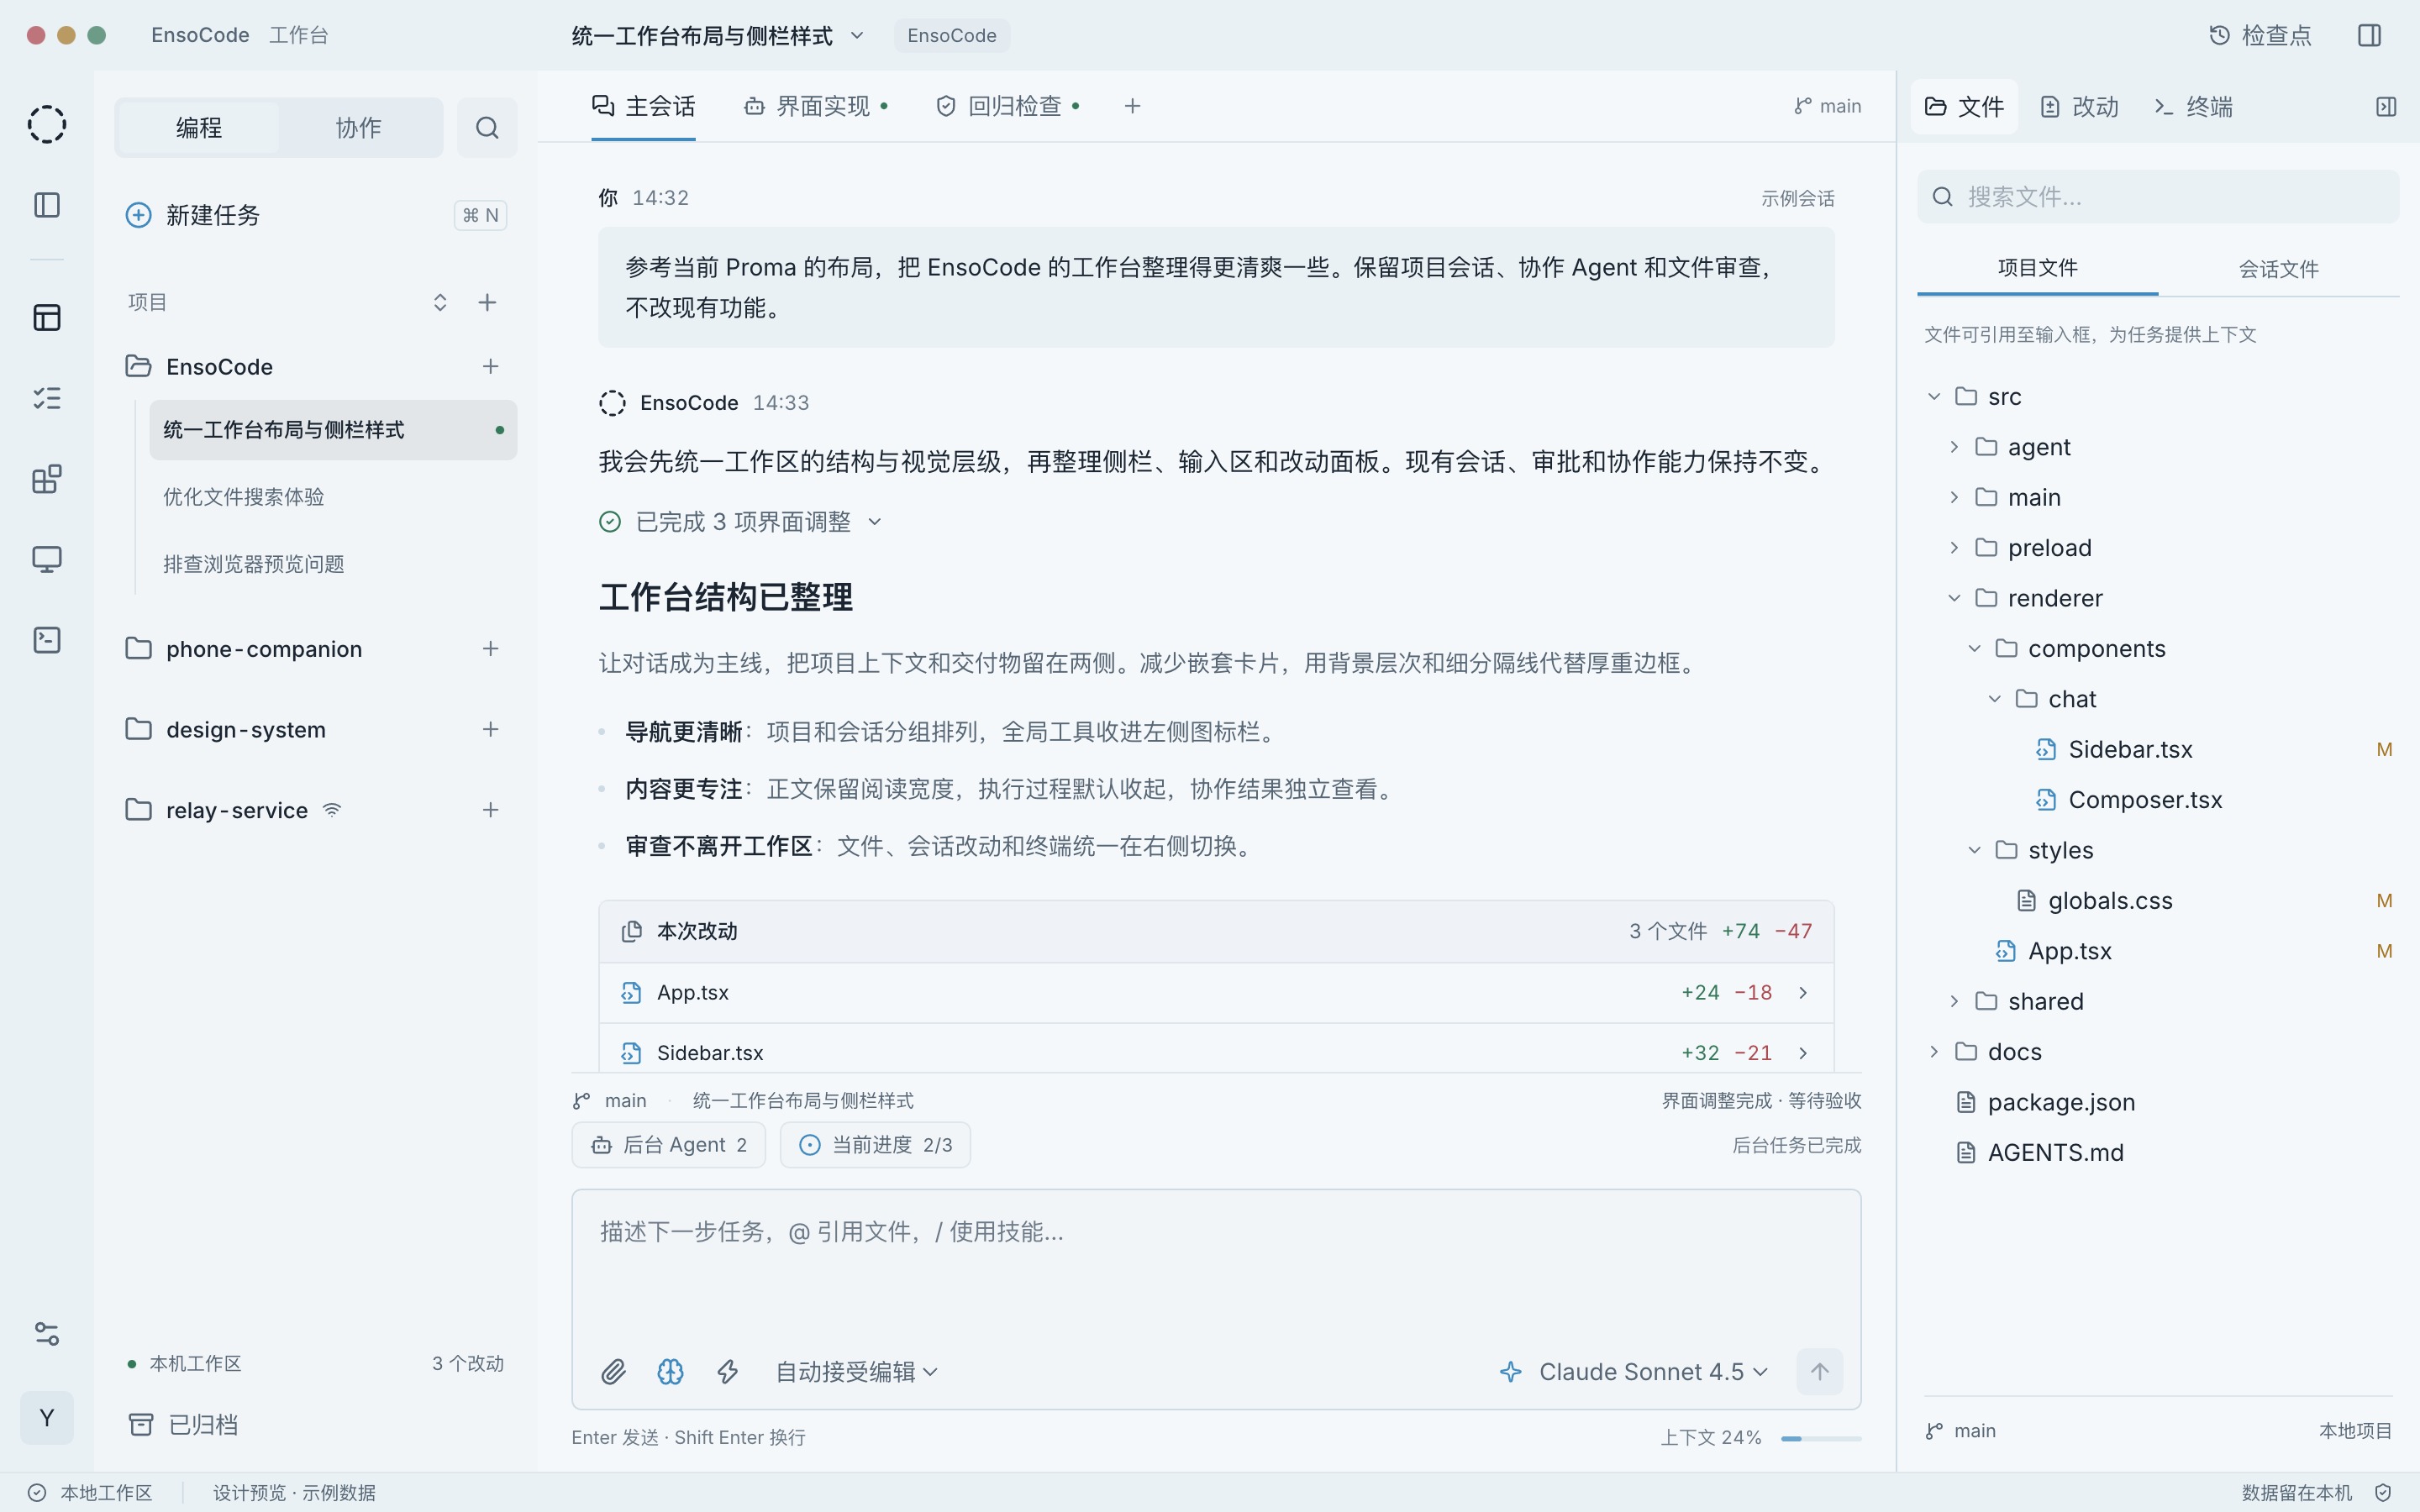 EnsoCode 工作台
统一工作台布局与侧栏样式 EnsoCode
检查点
编程 协作
新建任务 ⌘ N
项目
EnsoCode
统一工作台布局与侧栏样式
优化文件搜索体验
排查浏览器预览问题
phone-companion
design-system
relay-service
本机工作区 3 个改动
Y
已归档
主会话 界面实现 回归检查 main
你 14:32 示例会话
参考当前 Proma 的布局，把 EnsoCode 的工作台整理得更清爽一些。保留项目会话、协作 Agent 和文件审查，
不改现有功能。
EnsoCode 14:33
我会先统一工作区的结构与视觉层级，再整理侧栏、输入区和改动面板。现有会话、审批和协作能力保持不变。
已完成 3 项界面调整
工作台结构已整理
让对话成为主线，把项目上下文和交付物留在两侧。减少嵌套卡片，用背景层次和细分隔线代替厚重边框。
导航更清晰：项目和会话分组排列，全局工具收进左侧图标栏。
内容更专注：正文保留阅读宽度，执行过程默认收起，协作结果独立查看。
审查不离开工作区：文件、会话改动和终端统一在右侧切换。
本次改动 3 个文件 +74 −47
App.tsx +24 −18
Sidebar.tsx +32 −21
main · 统一工作台布局与侧栏样式 界面调整完成 · 等待验收
后台 Agent 2 当前进度 2/3 后台任务已完成
描述下一步任务，@ 引用文件，/ 使用技能...
自动接受编辑 Claude Sonnet 4.5
Enter 发送 · Shift Enter 换行 上下文 24%
文件 改动 终端
搜索文件...
项目文件 会话文件
文件可引用至输入框，为任务提供上下文
src
agent
main
preload
renderer
components
chat
Sidebar.tsx M
Composer.tsx
styles
globals.css M
App.tsx M
shared
docs
package.json
AGENTS.md
main 本地项目
本地工作区 设计预览 · 示例数据 数据留在本机